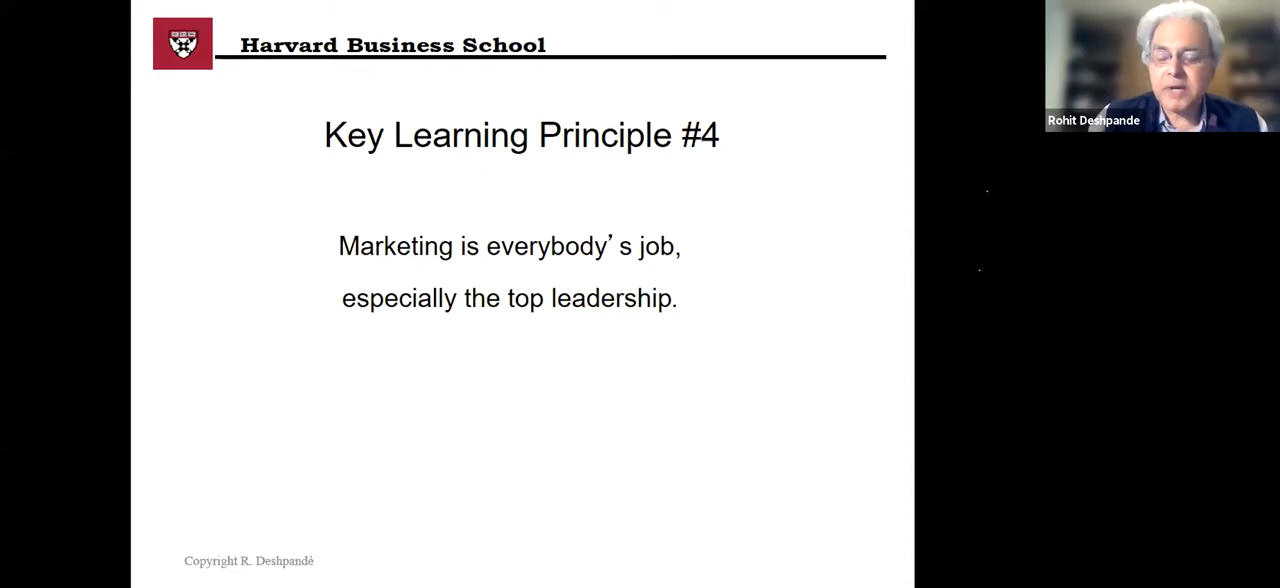 Harvard Business School
Rohit Deshpande
Key Learning Principle #4
Marketing is everybody’s job,
especially the top leadership.
Copyright R. Deshpandé